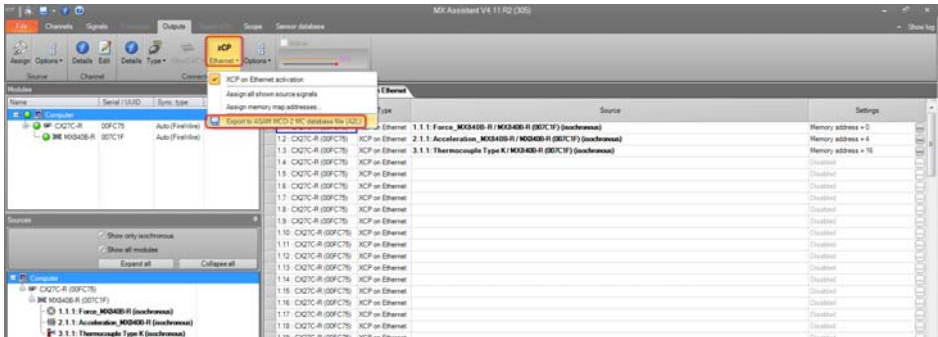 MX Assistant V4.11 R2 (305)
File Channels Signals Outputs Scope Sensor database Show log
XCP
Assign Options Details Edit Details Type Ethernet Options
Source Channel Connect
XCP on Ethernet activation
Assign all shown source signals
Assign memory map addresses...
Export to ASAM MCD-2 MC database file (A2L)
Modules
Name Serial / UUID Sync. type
Computer
CX27C-R 00FC75 Auto (FireWire)
MX840B-R 007C1F Auto (FireWire)
Ethernet
Type Source Settings
XCP on Ethernet 1.1.1: Force_MX840B-R / MX840B-R (007C1F) (isochronous) Memory address = 0
1.2 : CX27C-R (00FC75) XCP on Ethernet 2.1.1: Acceleration_MX840B-R / MX840B-R (007C1F) (isochronous) Memory address = 4
1.3 : CX27C-R (00FC75) XCP on Ethernet 3.1.1: Thermocouple Type K / MX840B-R (007C1F) (isochronous) Memory address = 16
1.4 : CX27C-R (00FC75) XCP on Ethernet Disabled
1.5 : CX27C-R (00FC75) XCP on Ethernet Disabled
1.6 : CX27C-R (00FC75) XCP on Ethernet Disabled
1.7 : CX27C-R (00FC75) XCP on Ethernet Disabled
1.8 : CX27C-R (00FC75) XCP on Ethernet Disabled
1.9 : CX27C-R (00FC75) XCP on Ethernet Disabled
1.10 : CX27C-R (00FC75) XCP on Ethernet Disabled
1.11 : CX27C-R (00FC75) XCP on Ethernet Disabled
1.12 : CX27C-R (00FC75) XCP on Ethernet Disabled
1.13 : CX27C-R (00FC75) XCP on Ethernet Disabled
1.14 : CX27C-R (00FC75) XCP on Ethernet Disabled
1.15 : CX27C-R (00FC75) XCP on Ethernet Disabled
1.16 : CX27C-R (00FC75) XCP on Ethernet Disabled
1.17 : CX27C-R (00FC75) XCP on Ethernet Disabled
1.18 : CX27C-R (00FC75) XCP on Ethernet Disabled
Sources
Show only isochronous
Show all modules
Expand all Collapse all
Computer
CX27C-R (00FC75)
MX840B-R (007C1F)
1.1.1: Force_MX840B-R (isochronous)
2.1.1: Acceleration_MX840B-R (isochronous)
3.1.1: Thermocouple Type K (isochronous)